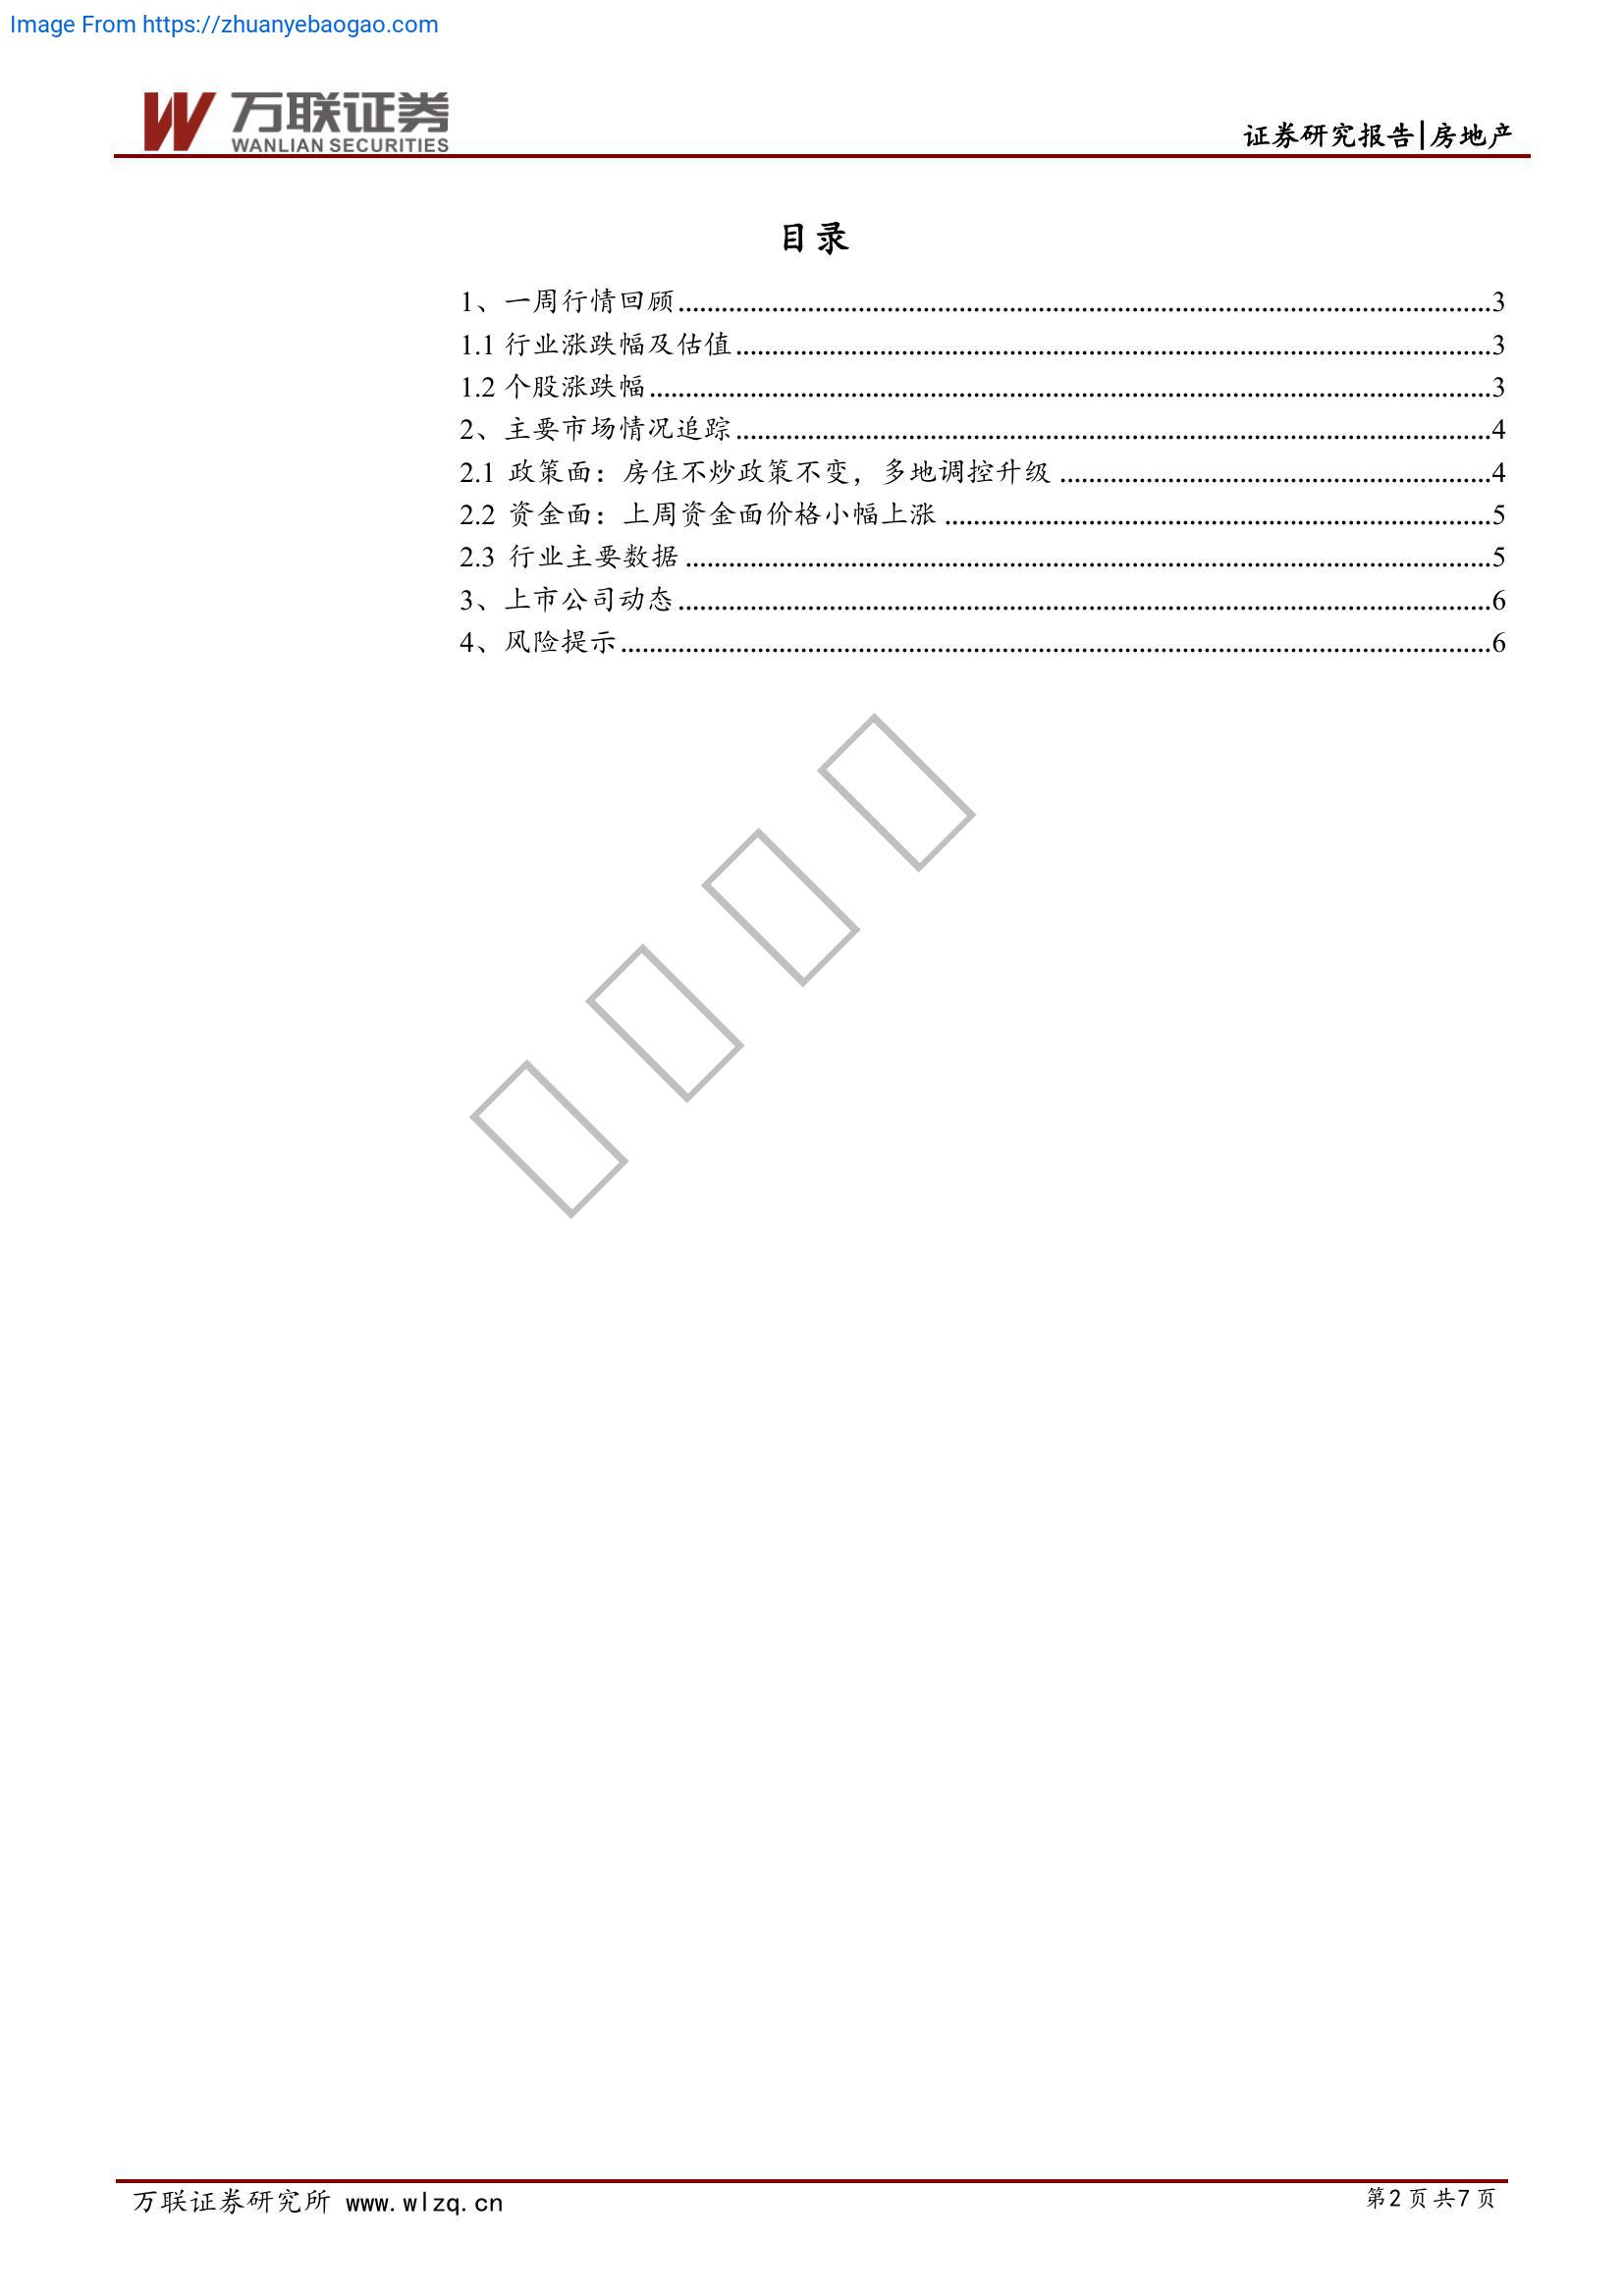 Image From https://zhuanyebaogao.com
万联证券
WANLIAN SECURITIES
证券研究报告|房地产
目录
1、一周行情回顾................................................................................................................3
1.1 行业涨跌幅及估值........................................................................................................3
1.2 个股涨跌幅....................................................................................................................3
2、主要市场情况追踪........................................................................................................4
2.1 政策面：房住不炒政策不变，多地调控升级............................................................4
2.2 资金面：上周资金面价格小幅上涨............................................................................5
2.3 行业主要数据................................................................................................................5
3、上市公司动态................................................................................................................6
4、风险提示........................................................................................................................6
万联证券研究所 www.wlzq.cn
第2页共7页